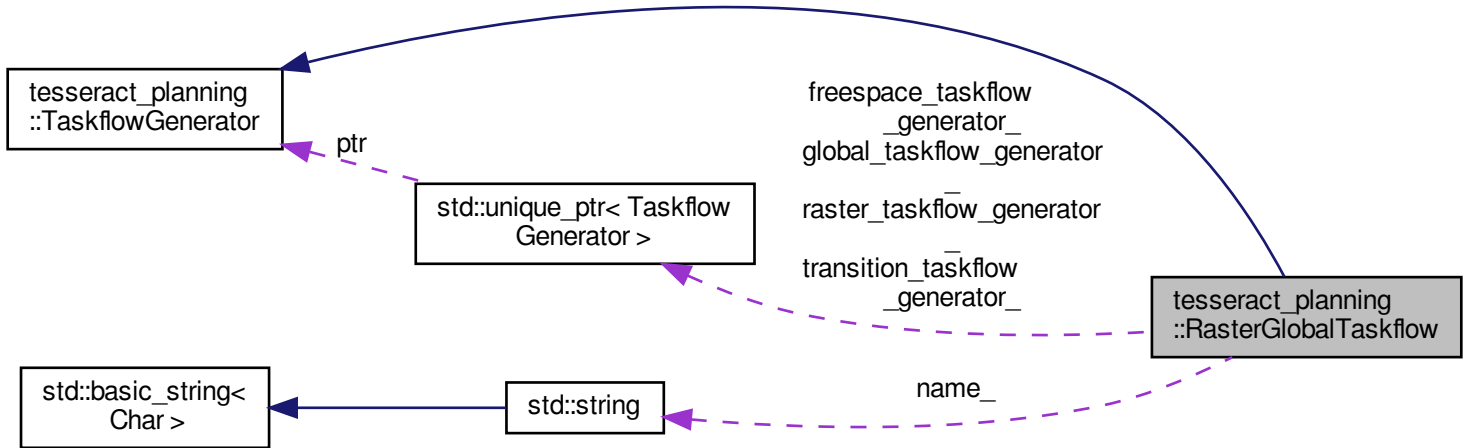 tesseract_planning
::TaskflowGenerator
ptr
std::unique_ptr< Taskflow
Generator >
freespace_taskflow
_generator_
global_taskflow_generator
_
raster_taskflow_generator
_
transition_taskflow
_generator_
tesseract_planning
::RasterGlobalTaskflow
std::basic_string<
Char >
std::string
name_